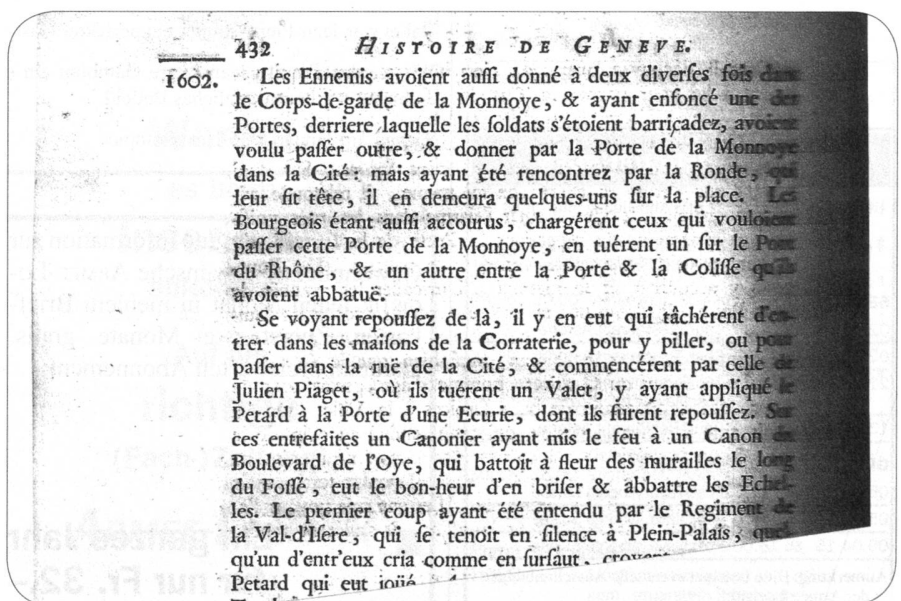 432 HISTOIRE DE GENEVE.
1602. Les Ennemis avoient auſſi donné à deux diverſes fois dans
le Corps-de-garde de la Monnoye, & ayant enfoncé une des
Portes, derriere laquelle les ſoldats s'étoient barriçadez, avoient
voulu paſſer outre, & donner par la Porte de la Monnoye
dans la Cité; mais ayant été rencontrez par la Ronde, qui
leur fit tête, il en demeura quelques-uns ſur la place. Les
Bourgeois étant auſſi accourus, chargérent ceux qui vouloient
paſſer cette Porte de la Monnoye, en tuérent un ſur le Pont
du Rhône, & un autre entre la Porte & la Coliſſe qu'ils
avoient abbatuë.
Se voyant repouſſez de-là, il y en eut qui tâchérent d'en-
trer dans les maiſons de la Corraterie, pour y piller, ou pour
paſſer dans la ruë de la Cité, & commencérent par celle de
Julien Piaget, où ils tuérent un Valet, y ayant appliqué le
Petard à la Porte d'une Ecurie, dont ils furent repouſſez. Sur
ces entrefaites un Canonier ayant mis le feu à un Canon du
Boulevard de l'Oye, qui battoit à fleur des murailles le long
du Foſſé, eut le bon-heur d'en briſer & abbattre les Echel-
les. Le premier coup ayant été entendu par le Regiment de
la Val-d'Iſére, qui ſe tenoit en ſilence à Plein-Palais, quel-
qu'un d'entr'eux cria comme en ſurſaut,
tard qui eut joüé
ganzes Jahr
nur Fr. 32.-